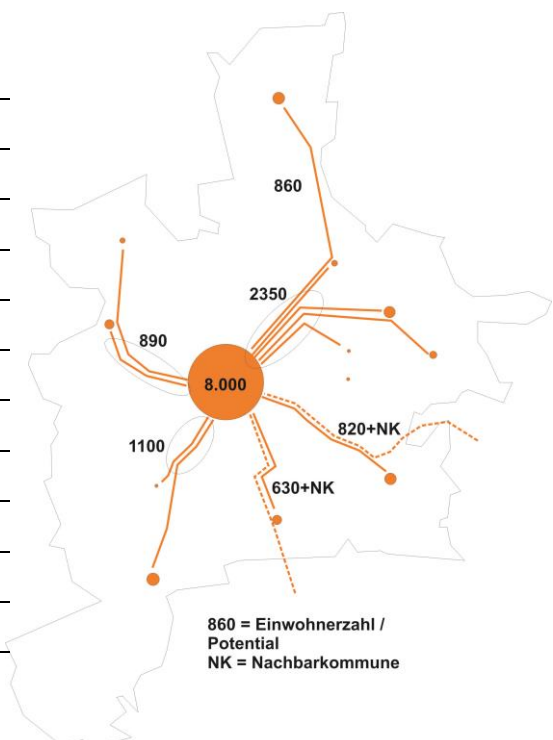 860
2350
890
8.000
820+NK
1100
630+NK
860 = Einwohnerzahl /
Potential
NK = Nachbarkommune